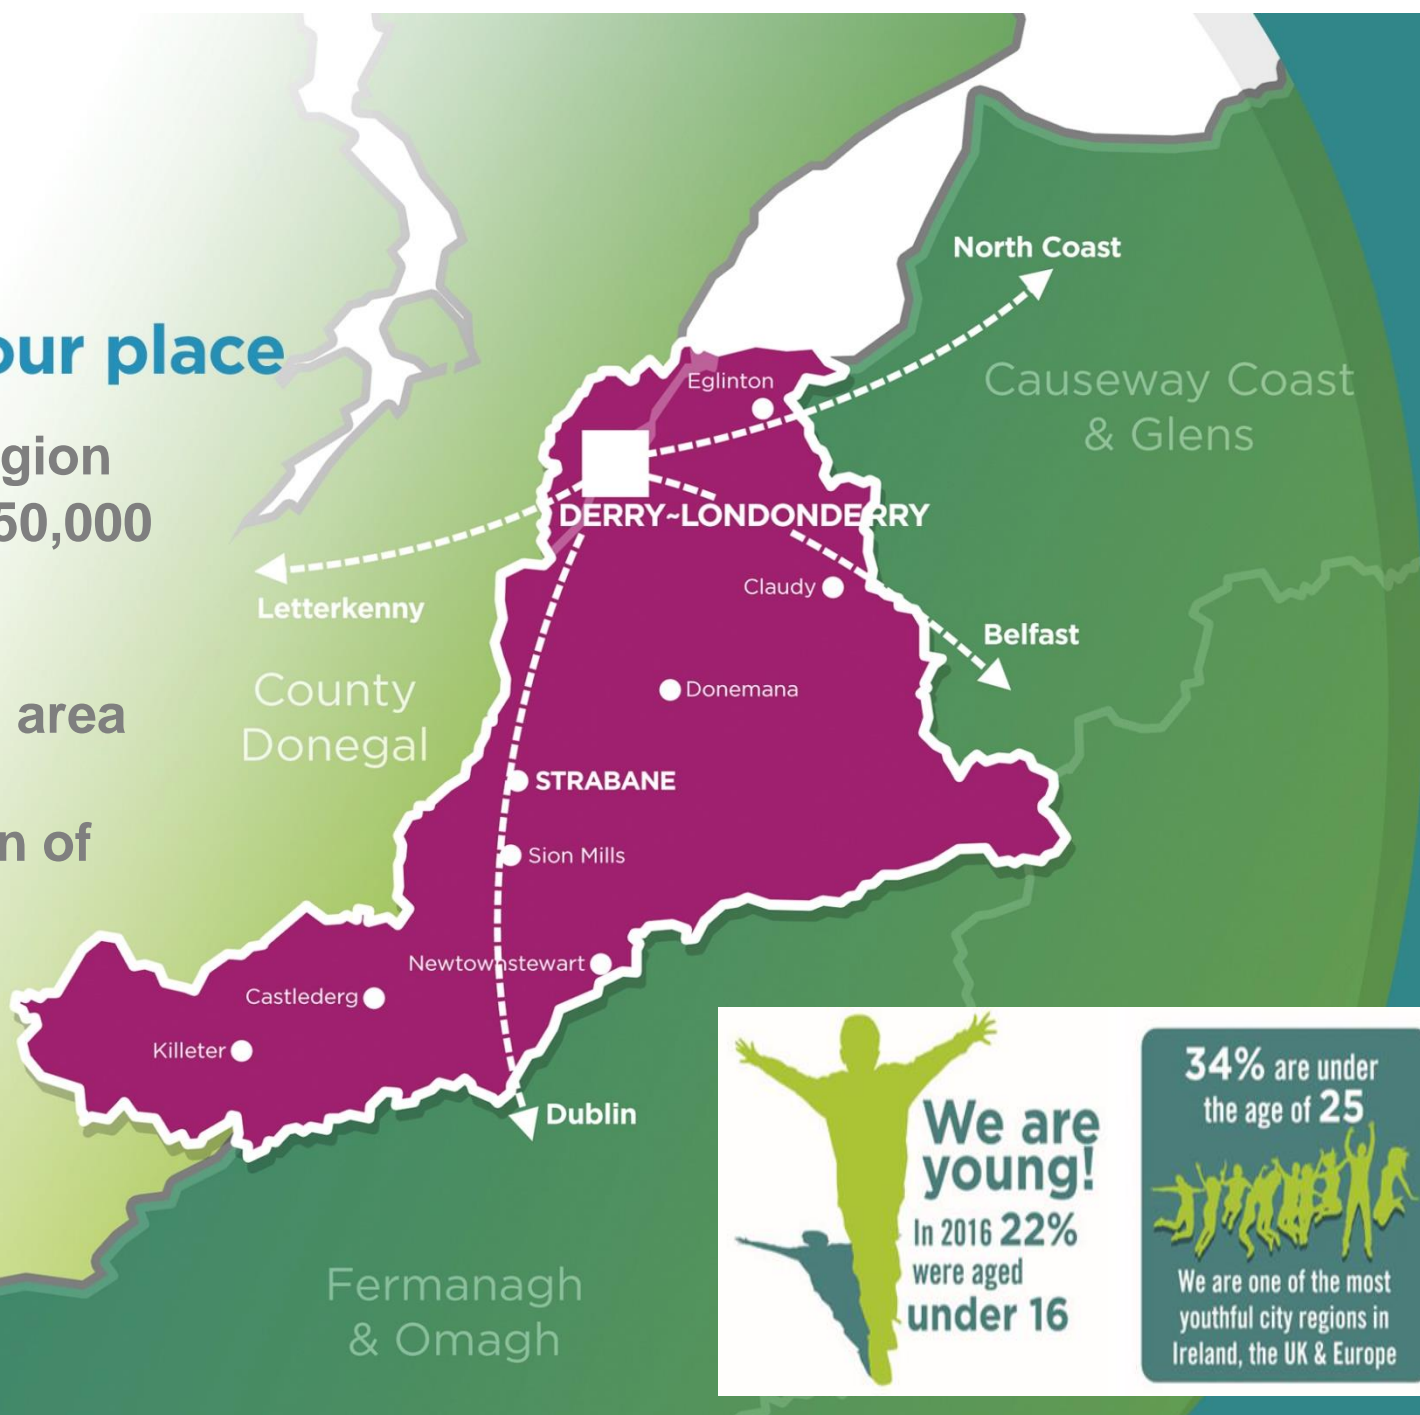 our place
gion
50,000
area
n of
North Coast
Causeway Coast
& Glens
Eglinton
DERRY~LONDONDERRY
Letterkenny
Claudy
Belfast
County
Donegal
Donemana
STRABANE
Sion Mills
Newtownstewart
Castlederg
Killeter
Dublin
Fermanagh
& Omagh
We are
young!
In 2016 22%
were aged
under 16
34% are under
the age of 25
We are one of the most
youthful city regions in
Ireland, the UK & Europe